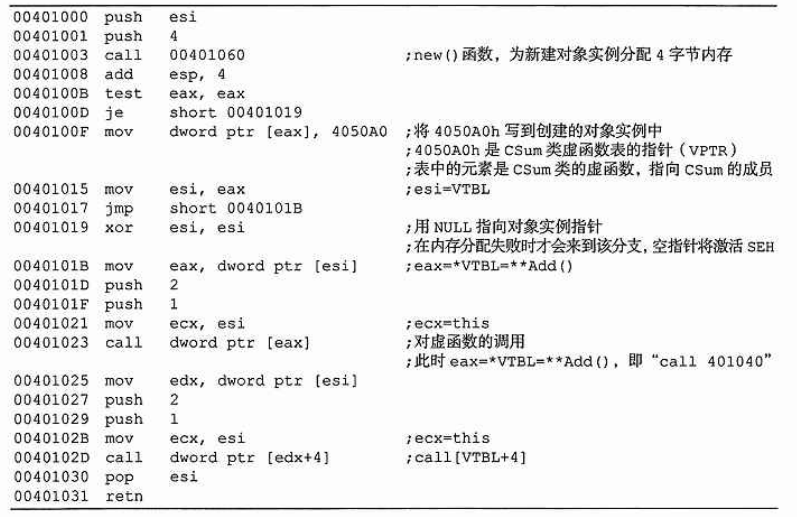 00401000 push esi
00401001 push 4
00401003 call 00401060 ;new()函数，为新建对象实例分配 4 字节内存
00401008 add esp, 4
0040100B test eax, eax
0040100D je short 00401019
0040100F mov dword ptr [eax], 4050A0 ;将 4050A0h 写到创建的对象实例中
;4050A0h 是 CSum 类虚函数表的指针（VPTR）
;表中的元素是 CSum 类的虚函数，指向 CSum 的成员
00401015 mov esi, eax ;esi=VTBL
00401017 jmp short 0040101B
00401019 xor esi, esi ;用 NULL 指向对象实例指针
;在内存分配失败时才会来到该分支，空指针将激活 SEH
0040101B mov eax, dword ptr [esi] ;eax=*VTBL=**Add()
0040101D push 2
0040101F push 1
00401021 mov ecx, esi ;ecx=this
00401023 call dword ptr [eax] ;对虚函数的调用
;此时 eax=*VTBL=**Add()，即“call 401040”
00401025 mov edx, dword ptr [esi]
00401027 push 2
00401029 push 1
0040102B mov ecx, esi ;ecx=this
0040102D call dword ptr [edx+4] ;call[VTBL+4]
00401030 pop esi
00401031 retn